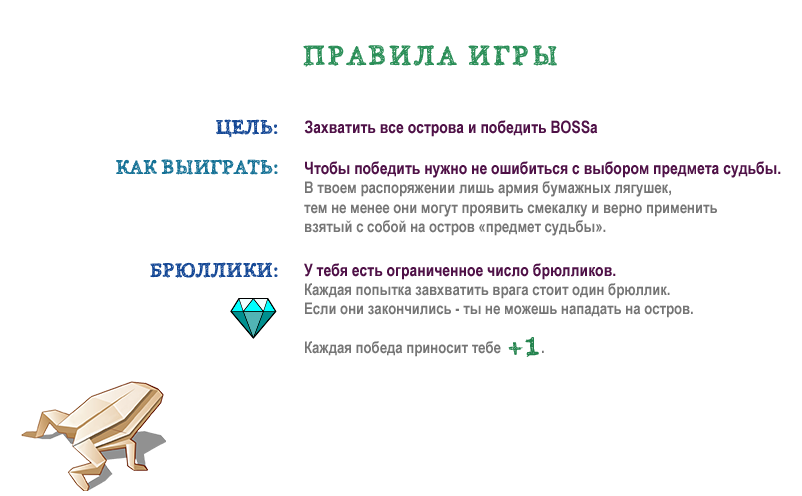 ПРАВИЛА ИГРЫ
ЦЕЛЬ: Захватить все острова и победить BOSSa
КАК ВЫИГРАТЬ: Чтобы победить нужно не ошибиться с выбором предмета судьбы.
В твоем распоряжении лишь армия бумажных лягушек,
тем не менее они могут проявить смекалку и верно применить
взятый с собой на остров «предмет судьбы».
БРЮЛЛИКИ: У тебя есть ограниченное число брюлликов.
Каждая попытка завхватить врага стоит один брюллик.
Если они закончились - ты не можешь нападать на остров.
Каждая победа приносит тебе +1.